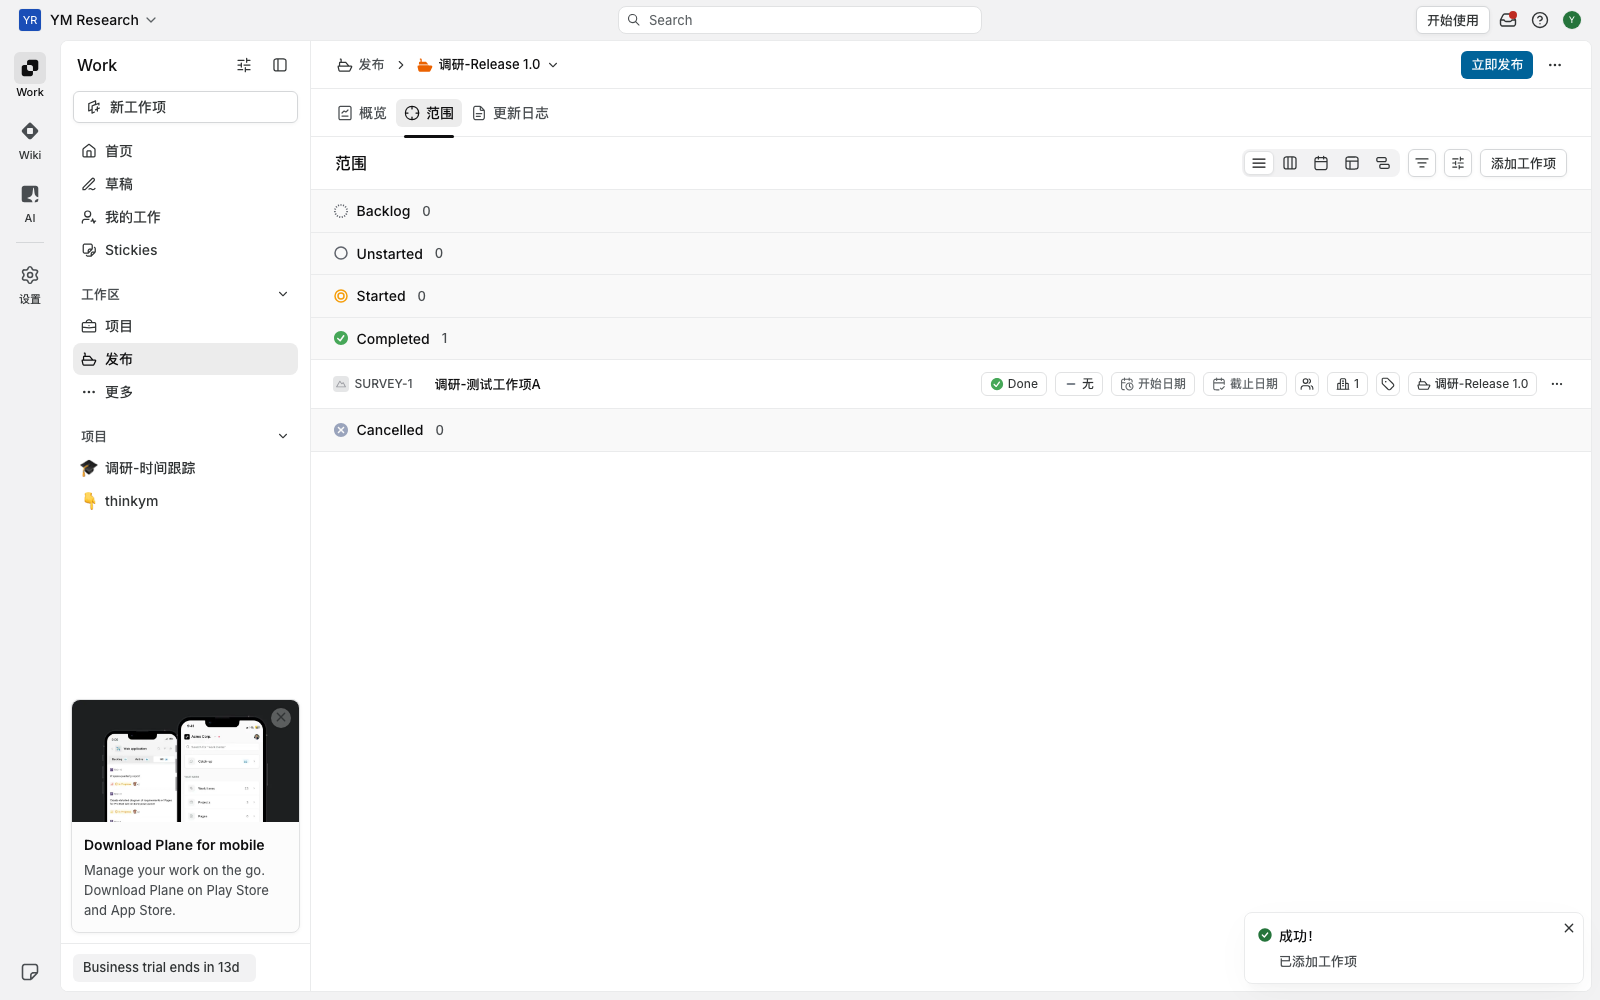 YR YM Research
Search
开始使用
Y
Work
Wiki
AI
设置
Work
新工作项
首页
草稿
我的工作
Stickies
工作区
项目
发布
更多
项目
调研-时间跟踪
thinkym
Download Plane for mobile
Manage your work on the go.
Download Plane on Play Store
and App Store.
Business trial ends in 13d
发布 调研-Release 1.0
立即发布
概览 范围 更新日志
范围
添加工作项
Backlog 0
Unstarted 0
Started 0
Completed 1
SURVEY-1 调研-测试工作项A Done 无 开始日期 截止日期 1 调研-Release 1.0
Cancelled 0
成功！
已添加工作项